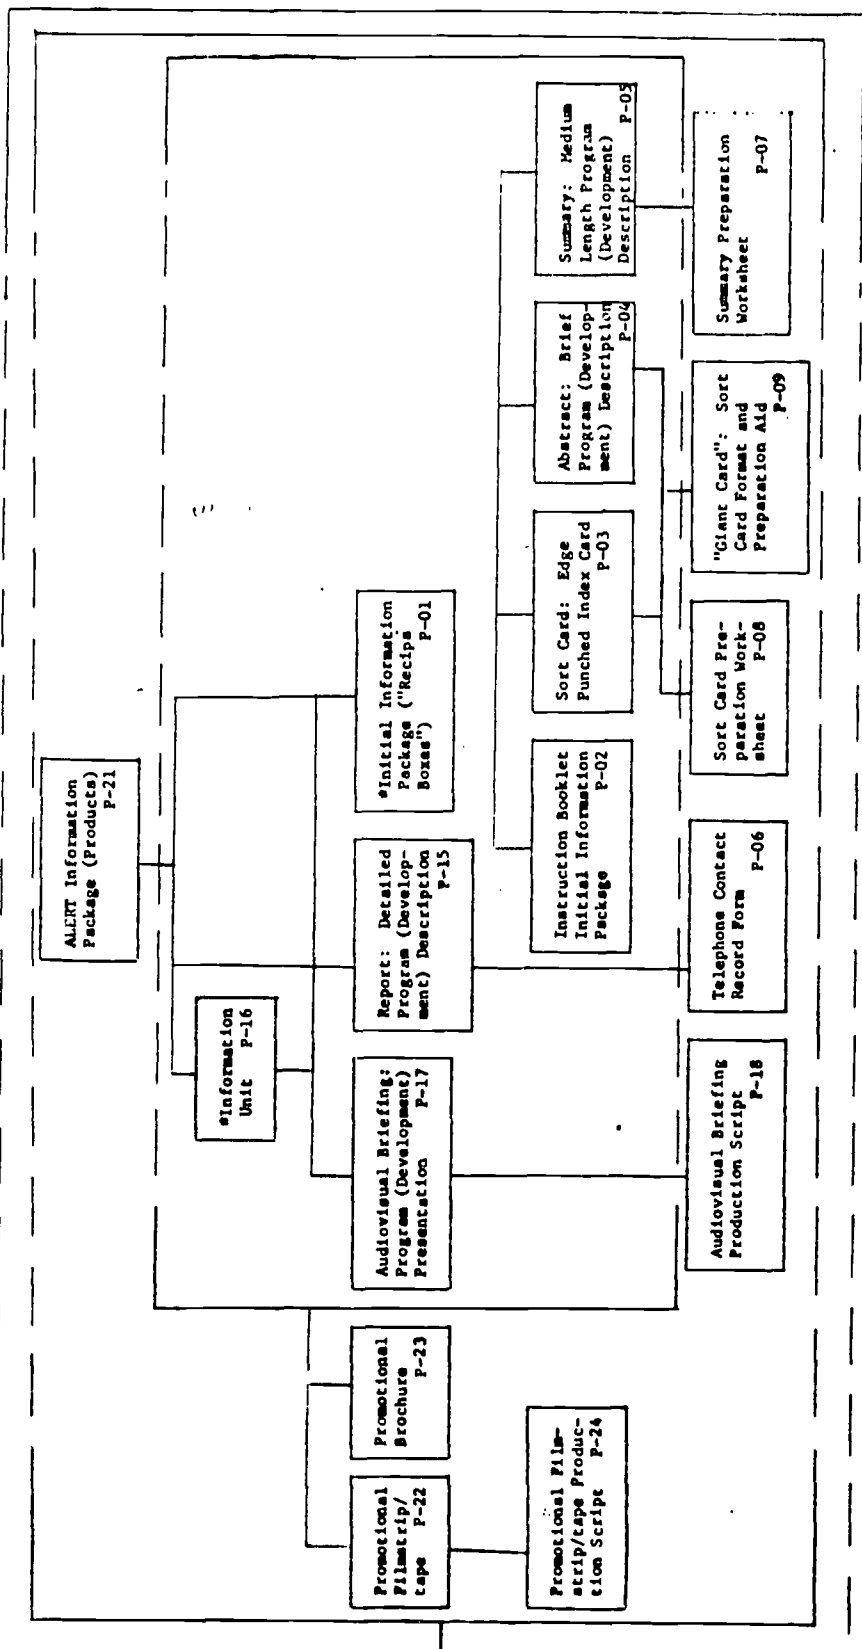 ALERT Information
Package (Products)
P-21
*Information
Unit P-16
Promotional
Filmstrip/
tape P-22
Promotional
Brochure
P-23
Audiovisual Briefing:
Program (Development)
Presentation P-17
Report: Detailed
Program (Develop-
ment) Description
P-15
*Initial Information
Package ("Recipe
Boxes") P-01
Promotional Film-
strip/tape Produc-
tion Script P-24
Instruction Booklet
Initial Information
Package P-02
Sort Card: Edge
Punched Index Card
P-03
Abstract: Brief
Program (Develop-
ment) Description
P-04
Summary: Medium
Length Program
(Development)
Description P-05
Audiovisual Briefing
Production Script
P-18
Telephone Contact
Record Form
P-06
Sort Card Pre-
paration Work-
sheet P-08
"Giant Card": Sort
Card Format and
Preparation Aid
P-09
Summary Preparation
Worksheet
P-07